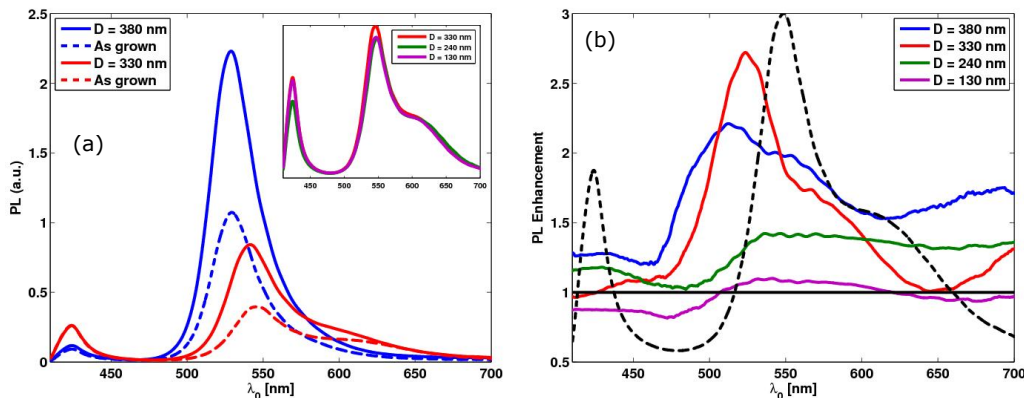 2.5
2
1.5
1
0.5
0
450
500
550
600
650
700
λ0 [nm]
PL (a.u.)
(a)
D = 380 nm
As grown
D = 330 nm
As grown
D = 330 nm
D = 240 nm
D = 130 nm
450
500
550
600
650
700
3
2.5
2
1.5
1
0.5
450
500
550
600
650
700
λ0 [nm]
PL Enhancement
(b)
D = 380 nm
D = 330 nm
D = 240 nm
D = 130 nm